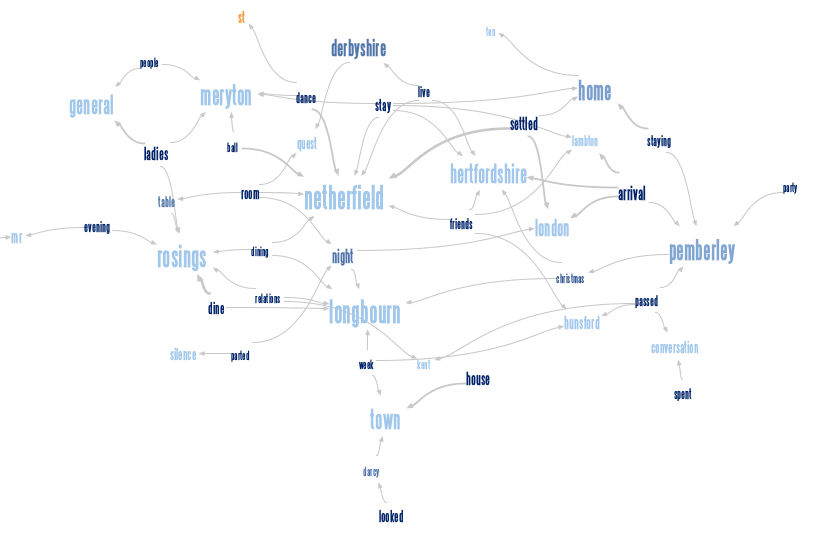 st
ton
derbyshire
people
general
meryton
dance
live
stay
home
settled
ladies
ball
quest
lambton
staying
hertfordshire
table
room
netherfield
arrival
party
mr
evening
friends
london
rosings
dining
night
pemberley
christmas
dine
relations
longbourn
passed
hunsford
silence
parted
week
kent
conversation
house
spent
town
darcy
looked